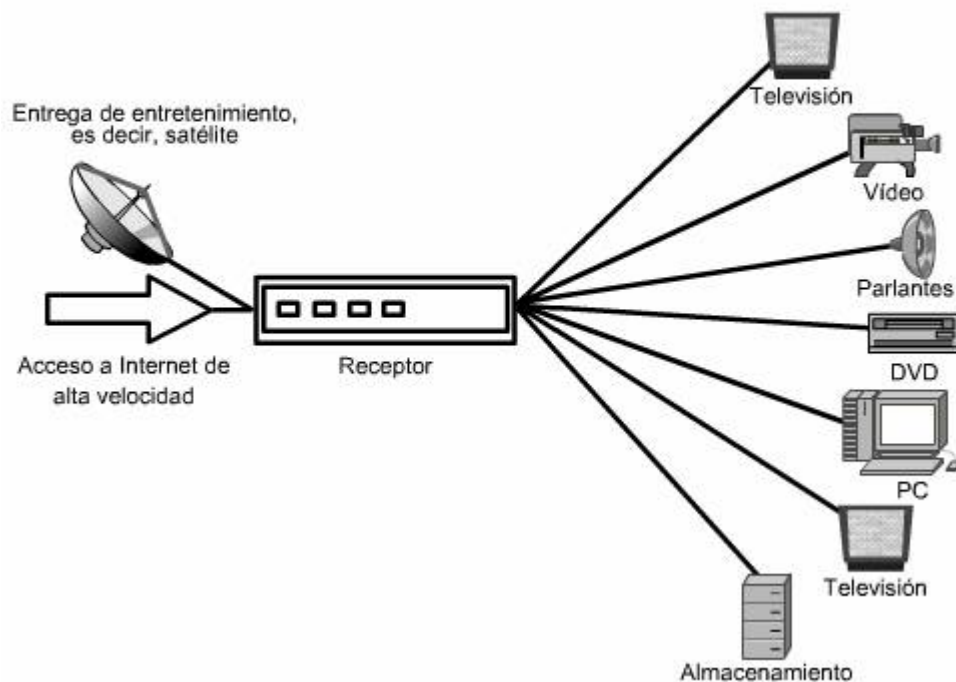 Entrega de entretenimiento,
es decir, satélite
Acceso a Internet de
alta velocidad
Receptor
Televisión
Vídeo
Parlantes
DVD
PC
Televisión
Almacenamiento